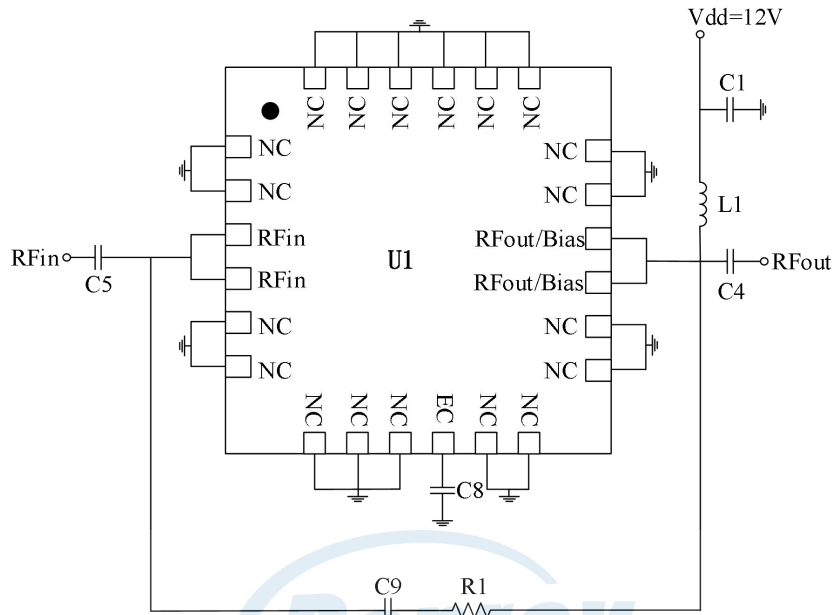 Vdd=12V
C1
NC NC NC NC NC NC
NC
NC
NC
NC
L1
RFin
C5
RFin
RFin
U1
RFout/Bias
RFout/Bias
RFout
C4
NC
NC
NC
NC
NC NC NC EC NC NC
C8
C9
R1